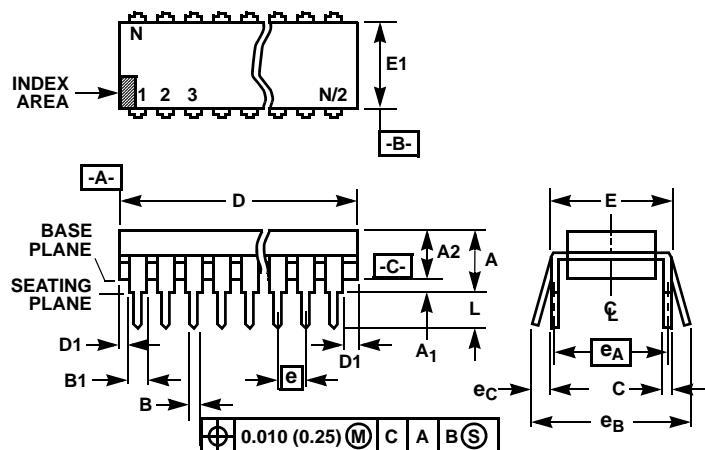 N
E1
INDEX
AREA
1 2 3 N/2
-B-
-A-
D
E
BASE
PLANE
A2
A
-C-
SEATING
PLANE
L
C
L
D1
A1
D1
eA
B1
e
eC
C
B
eB
0.010 (0.25) M C A B S